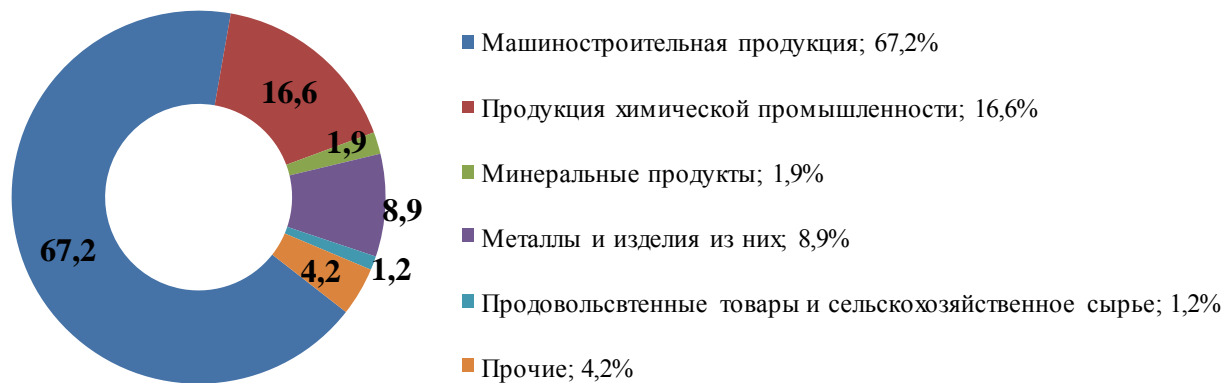 16,6
1,9
8,9
1,2
4,2
67,2
Машиностроительная продукция; 67,2%
Продукция химической промышленности; 16,6%
Минеральные продукты; 1,9%
Металлы и изделия из них; 8,9%
Продовольсвтенные товары и сельскохозяйственное сырье; 1,2%
Прочие; 4,2%